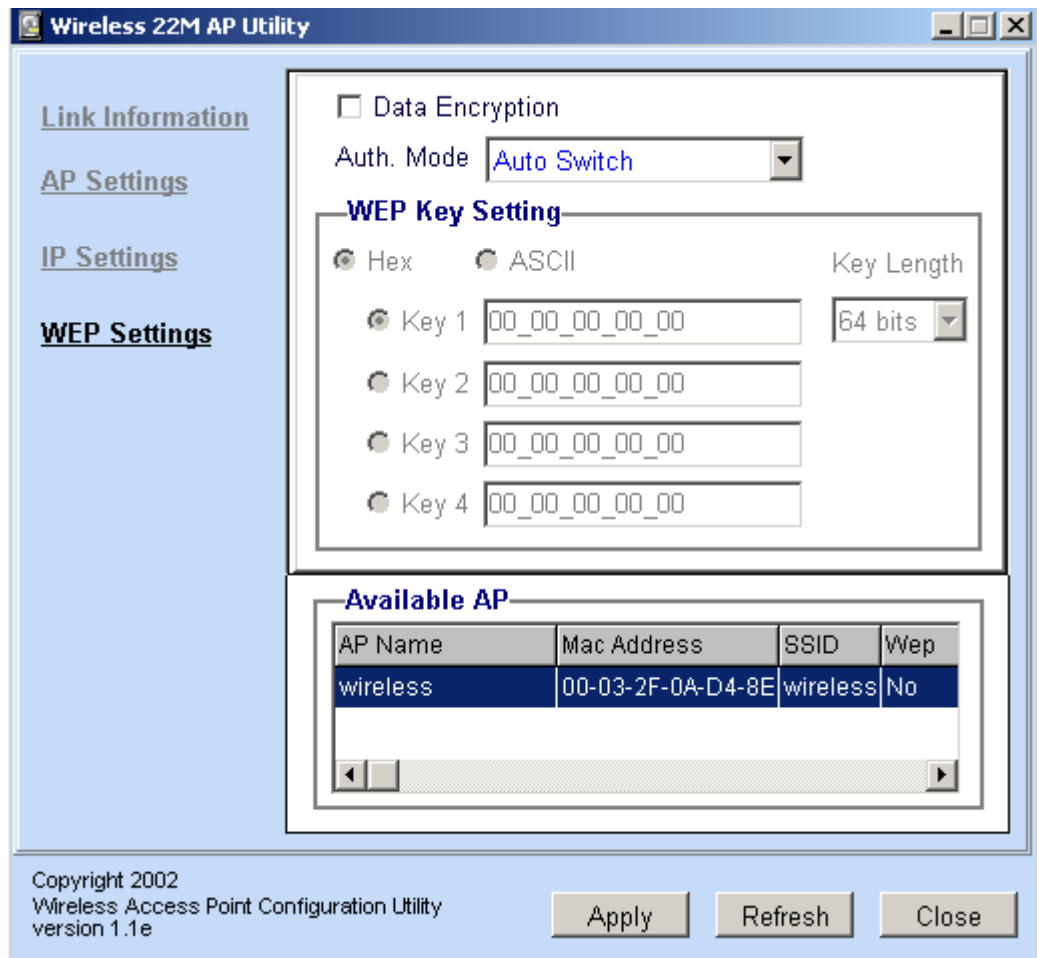 Wireless 22M AP Utility
Link Information
AP Settings
IP Settings
WEP Settings
Data Encryption
Auth. Mode Auto Switch
WEP Key Setting
Hex ASCII Key Length
Key 1 00_00_00_00_00 64 bits
Key 2 00_00_00_00_00
Key 3 00_00_00_00_00
Key 4 00_00_00_00_00
Available AP
AP Name Mac Address SSID Wep
wireless 00-03-2F-0A-D4-8E wireless No
Copyright 2002
Wireless Access Point Configuration Utility
version 1.1e
Apply Refresh Close